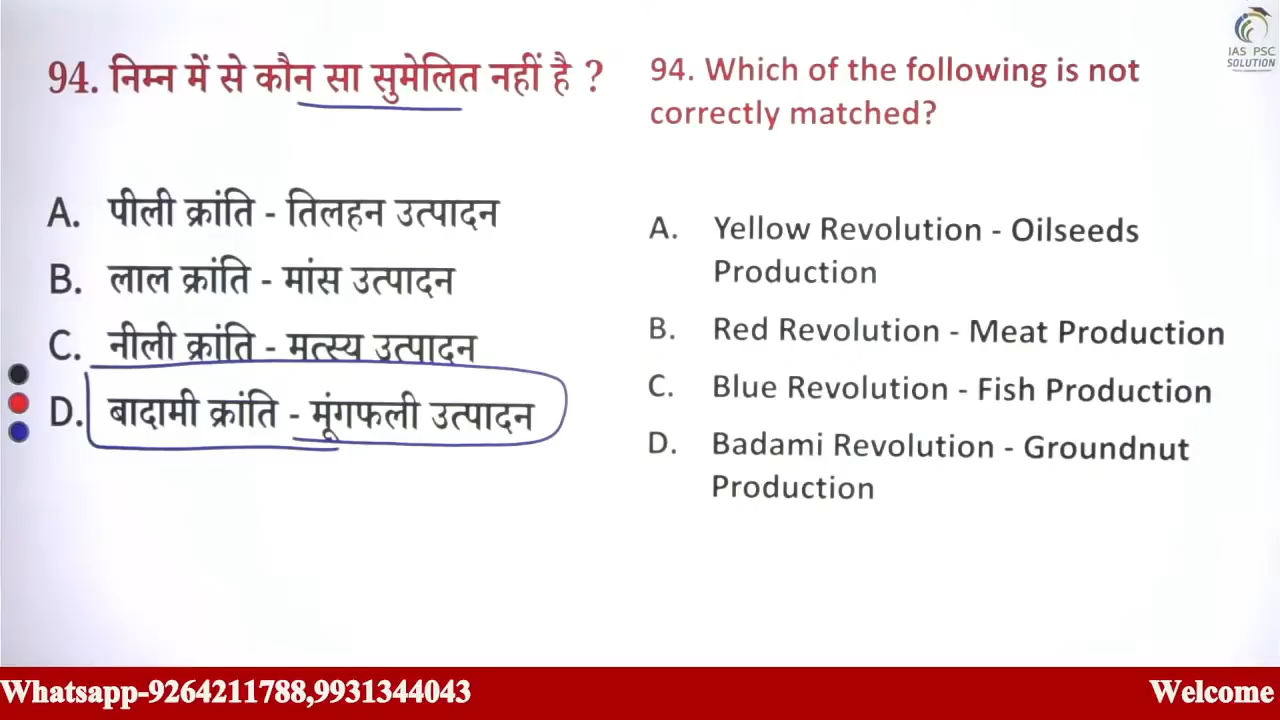 94. निम्न में से कौन सा सुमेलित नहीं है ?
A. पीली क्रांति - तिलहन उत्पादन
B. लाल क्रांति - मांस उत्पादन
C. नीली क्रांति - मत्स्य उत्पादन
D. बादामी क्रांति - मूंगफली उत्पादन
94. Which of the following is not
correctly matched?
A. Yellow Revolution - Oilseeds
Production
B. Red Revolution - Meat Production
C. Blue Revolution - Fish Production
D. Badami Revolution - Groundnut
Production
IAS PSC
SOLUTION
Whatsapp-9264211788,9931344043
Welcome